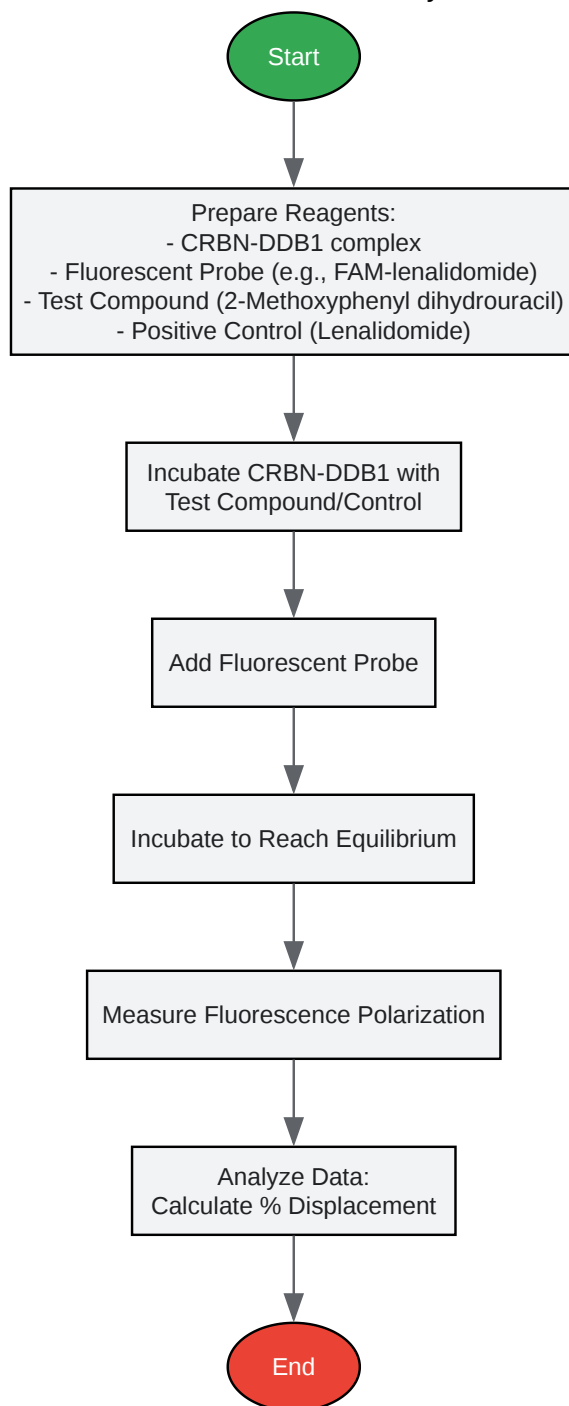 Start
Prepare Reagents:
- CRBN-DDB1 complex
- Fluorescent Probe (e.g., FAM-lenalidomide)
- Test Compound (2-Methoxyphenyl dihydrouracil)
- Positive Control (Lenalidomide)
Incubate CRBN-DDB1 with
Test Compound/Control
Add Fluorescent Probe
Incubate to Reach Equilibrium
Measure Fluorescence Polarization
Analyze Data:
Calculate % Displacement
End